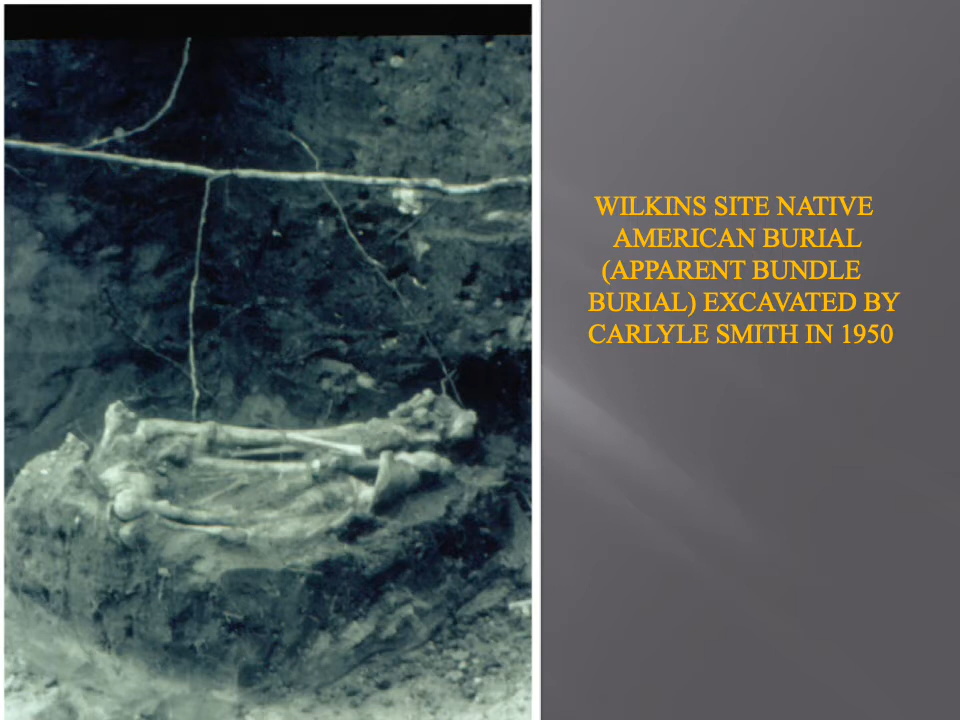 WILKINS SITE NATIVE
AMERICAN BURIAL
(APPARENT BUNDLE
BURIAL) EXCAVATED BY
CARLYLE SMITH IN 1950